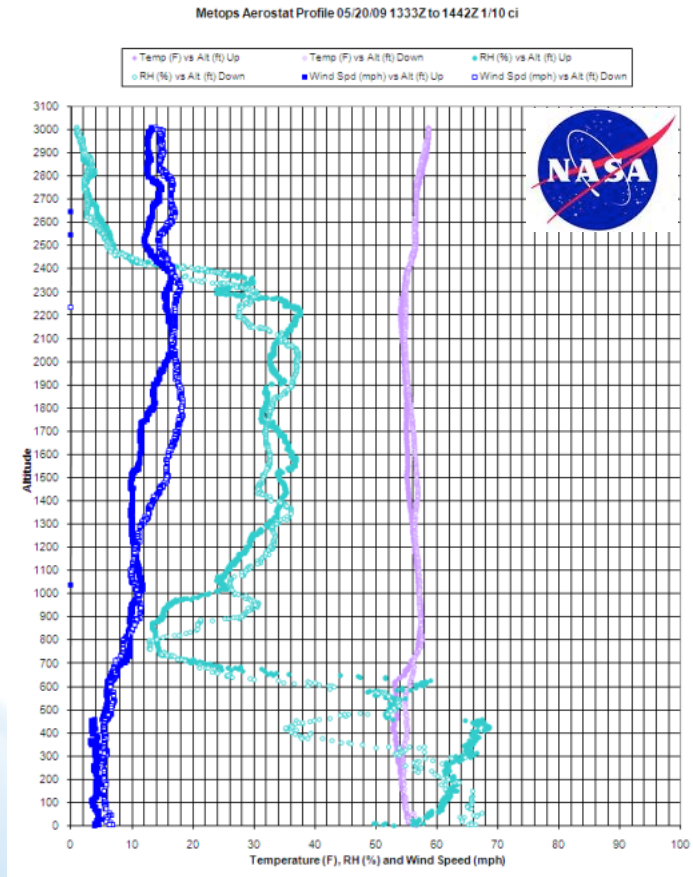 Metops Aerostat Profile 05/20/09 1333Z to 1442Z 1/10 ci
Temp (F) vs Alt (ft) Up
Temp (F) vs Alt (ft) Down
RH (%) vs Alt (ft) Up
RH (%) vs Alt (ft) Down
Wind Spd (mph) vs Alt (ft) Up
Wind Spd (mph) vs Alt (ft) Down
NASA
Altitude
3100
3000
2900
2800
2700
2600
2500
2400
2300
2200
2100
2000
1900
1800
1700
1600
1500
1400
1300
1200
1100
1000
900
800
700
600
500
400
300
200
100
0
0 10 20 30 40 50 60 70 80 90 100
Temperature (F), RH (%) and Wind Speed (mph)